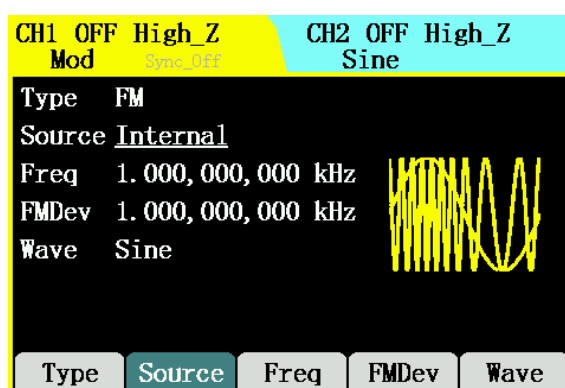 CH1 OFF High_Z CH2 OFF High_Z
Mod Sync_Off Sine
Type FM
Source Internal
Freq 1.000,000,000 kHz
FMDev 1.000,000,000 kHz
Wave Sine
Type Source Freq FMDev Wave